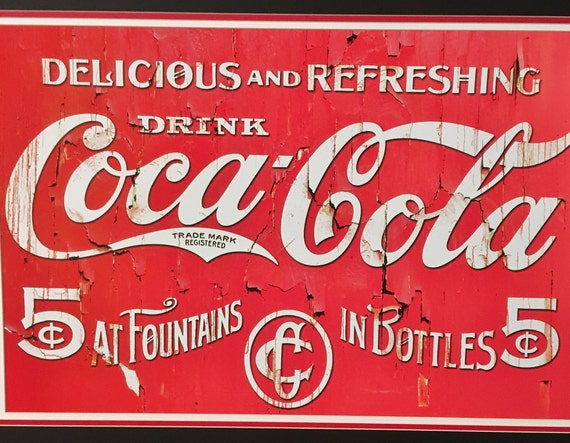 DELICIOUS AND REFRESHING
DRINK
Coca-Cola
TRADE MARK
REGISTERED
5¢ AT FOUNTAINS CC IN BOTTLES 5¢